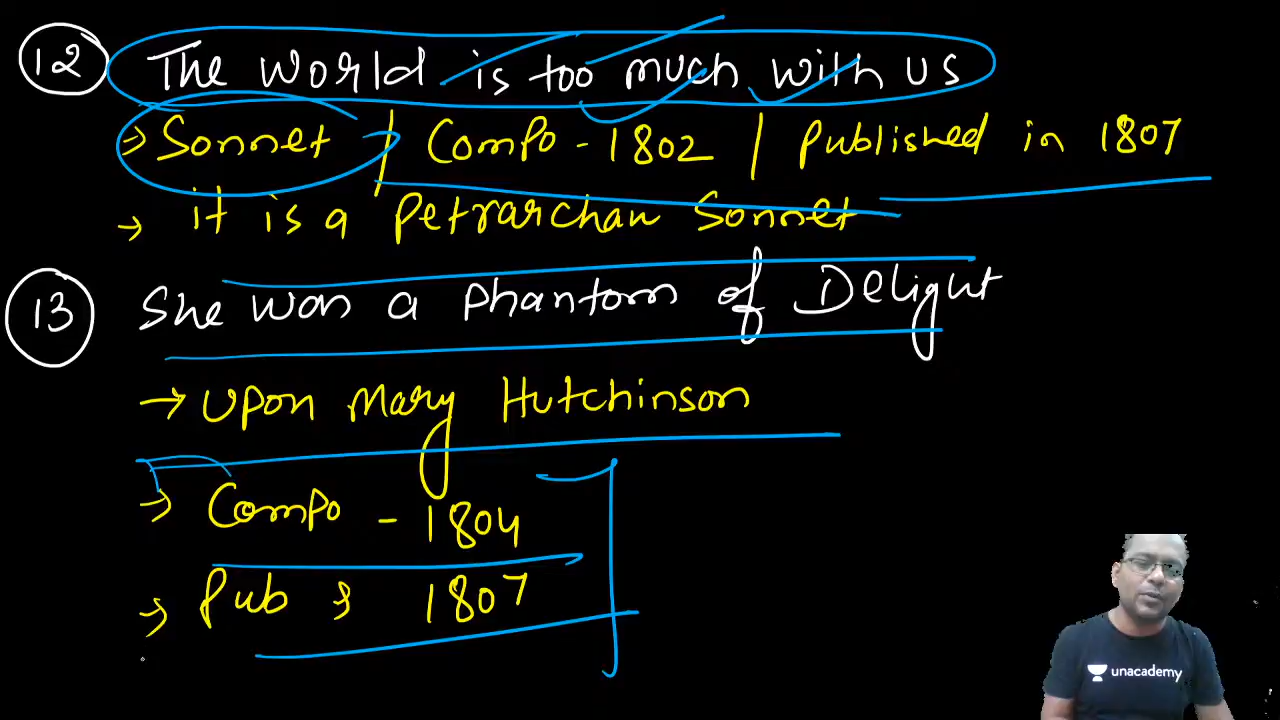 12 The world is too much with us
→ Sonnet | Compo - 1802 | Published in 1807
→ it is a Petrarchan Sonnet
13 She was a Phantom of Delight
→ Upon Mary Hutchinson
→ Compo - 1804
→ Pub : 1807
unacademy